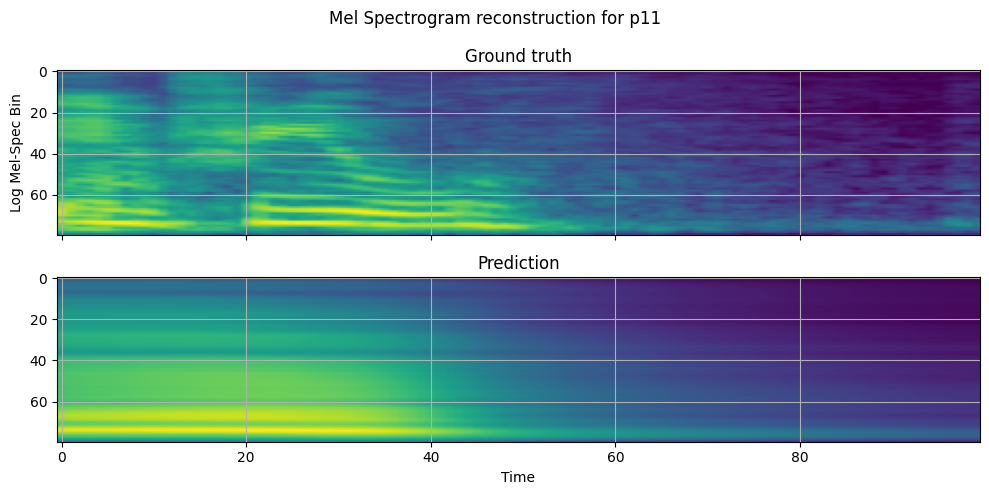 Mel Spectrogram reconstruction for p11
Ground truth
Log Mel-Spec Bin
0
20
40
60
Prediction
0
20
40
60
0 20 40 60 80
Time